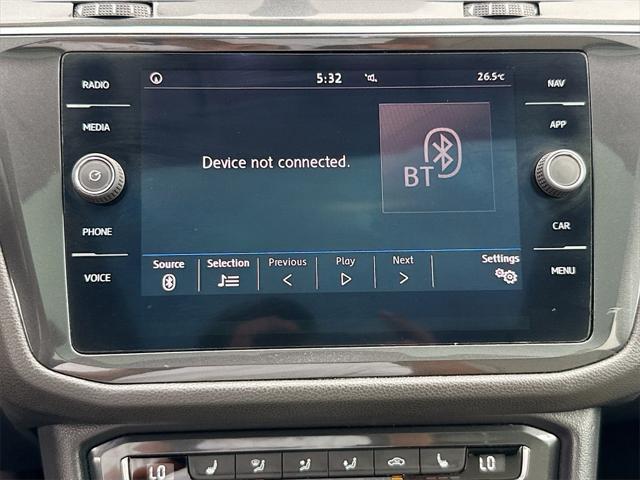 RADIO
MEDIA
PHONE
VOICE
5:32
26.5°C
Device not connected.
BT
Source
Selection
Previous
Play
Next
Settings
NAV
APP
CAR
MENU
LO
LO